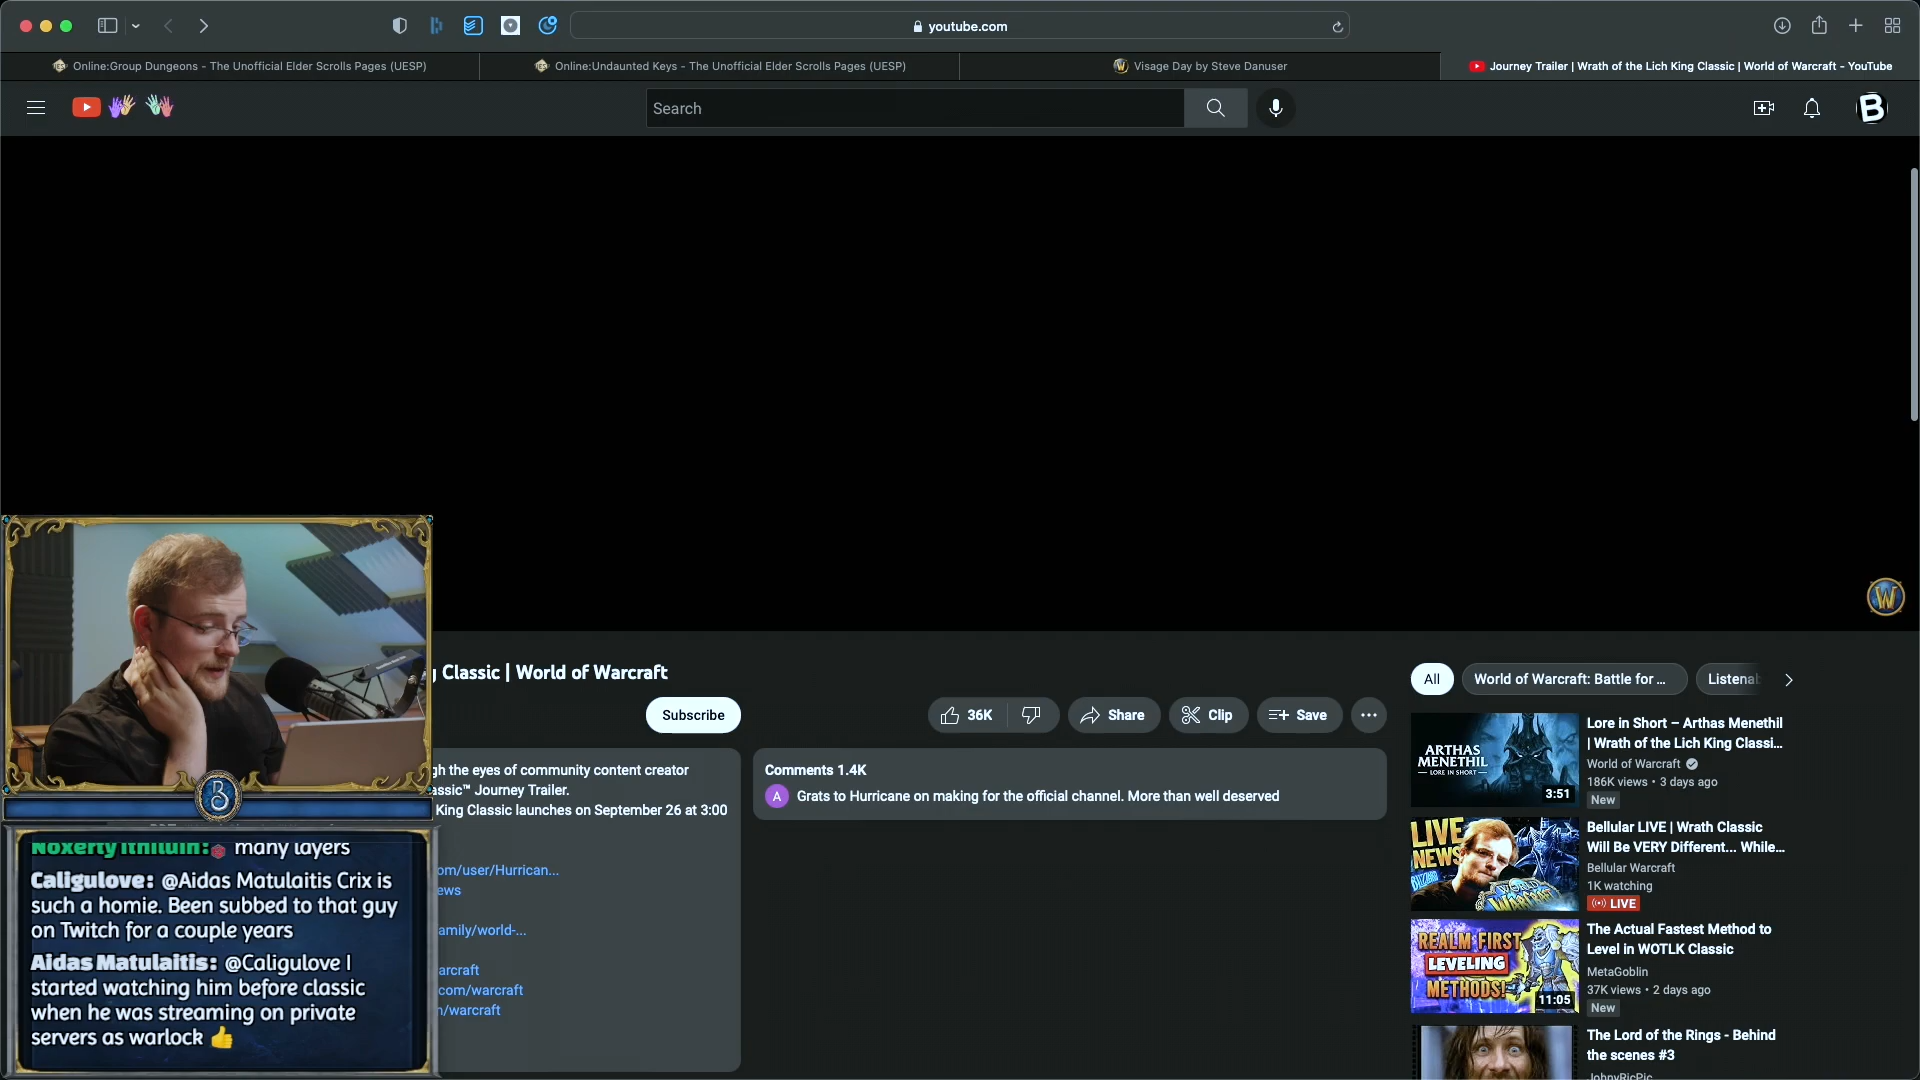 youtube.com
Online:Group Dungeons - The Unofficial Elder Scrolls Pages (UESP)
Online:Undaunted Keys - The Unofficial Elder Scrolls Pages (UESP)
Visage Day by Steve Danuser
Journey Trailer | Wrath of the Lich King Classic | World of Warcraft - YouTube
Search
B
W
Classic | World of Warcraft
Subscribe
36K
Share
Clip
Save
gh the eyes of community content creator
assic™ Journey Trailer.
King Classic launches on September 26 at 3:00
om/user/Hurrican...
ews
amily/world-...
arcraft
com/warcraft
n/warcraft
Comments 1.4K
A
Grats to Hurricane on making for the official channel. More than well deserved
B
Noxerly Ithiluin: many layers
Caligulove: @Aidas Matulaitis Crix is
such a homie. Been subbed to that guy
on Twitch for a couple years
Aidas Matulaitis: @Caligulove I
started watching him before classic
when he was streaming on private
servers as warlock 👍
All
World of Warcraft: Battle for ...
Listenab
ARTHAS
MENETHIL
LORE IN SHORT
3:51
Lore in Short – Arthas Menethil
| Wrath of the Lich King Classi...
World of Warcraft
186K views • 3 days ago
New
LIVE
NEWS
BLIZZARD
WORLD
WARCRAFT
Bellular LIVE | Wrath Classic
Will Be VERY Different... While...
Bellular Warcraft
1K watching
LIVE
REALM FIRST
LEVELING
METHODS!
11:05
The Actual Fastest Method to
Level in WOTLK Classic
MetaGoblin
37K views • 2 days ago
New
The Lord of the Rings - Behind
the scenes #3
JohnyRicPic